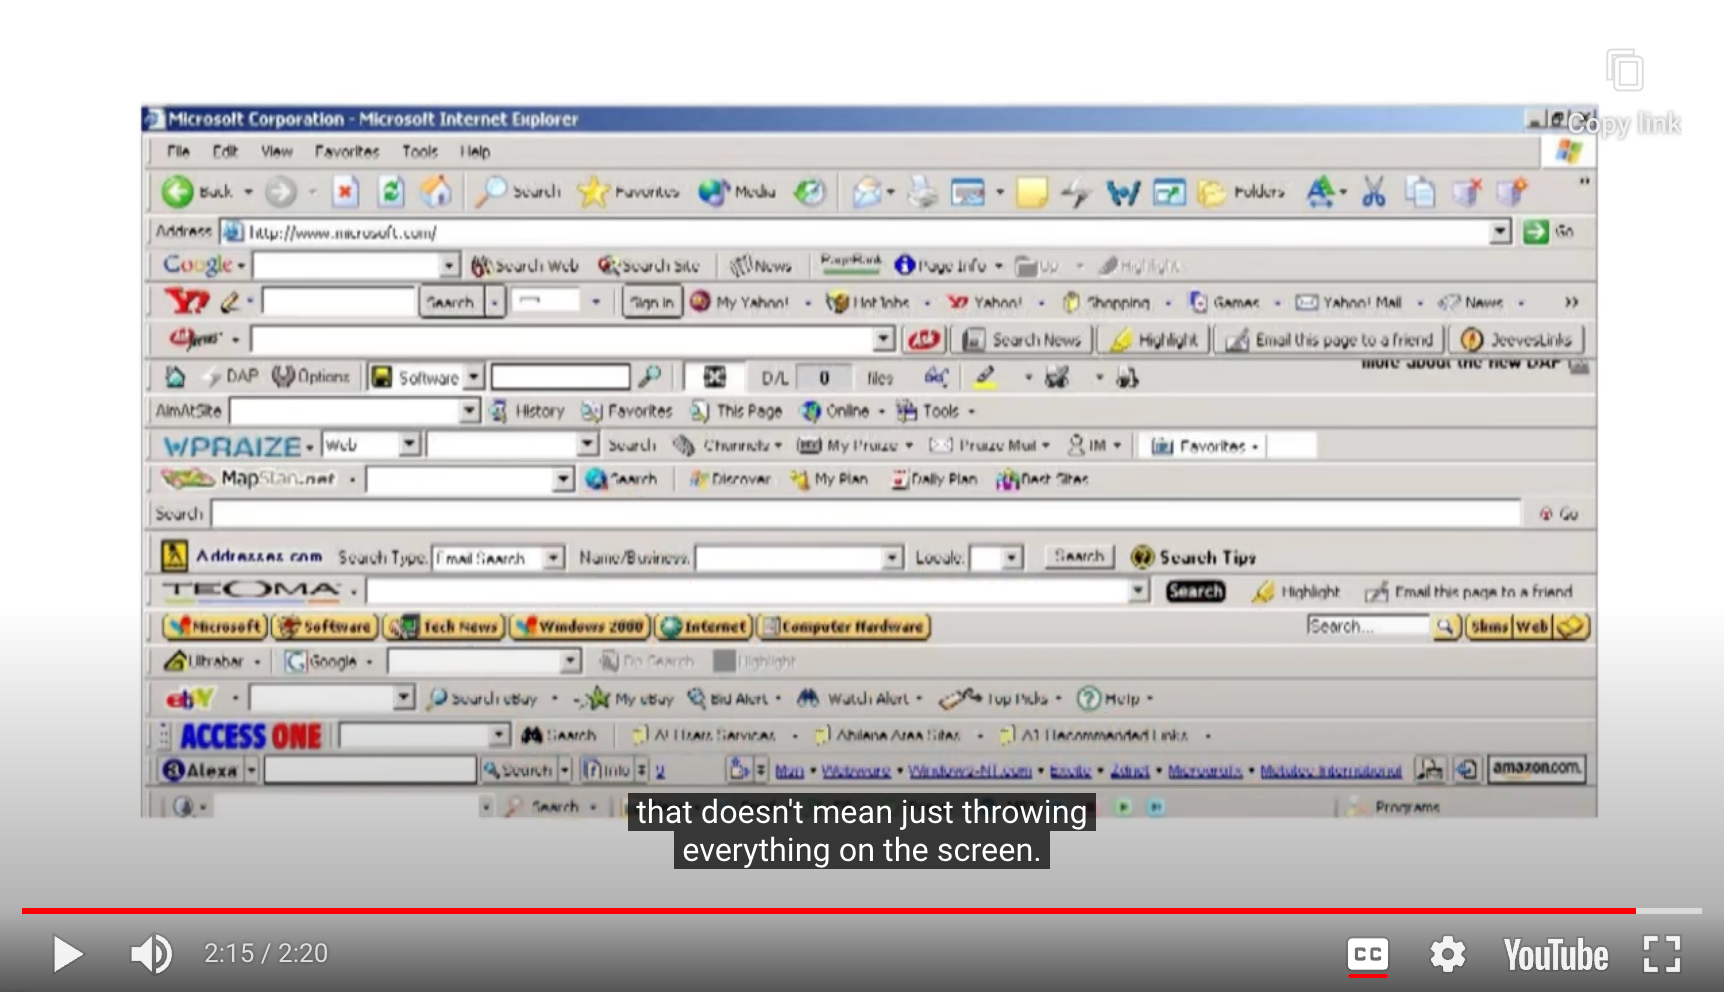 Copy link
Microsoft Corporation - Microsoft Internet Explorer
File Edit View Favorites Tools Help
Back Search Favorites Media Folders »
Address http://www.microsoft.com/ Go
Google Search Web Search Site News PageRank Page Info Up Highlight
Y? Search Sign In My Yahoo! HotJobs Yahoo! Shopping Games Yahoo! Mail News »
Search News Highlight Email this page to a friend JeevesLinks
DAP Options Software D/L 0 files more about the new DAP
AimAtSite History Favorites This Page Online Tools
WPRAIZE Web Search Channels My Praize Praize Mail IM Favorites
MapStan.net Search Discover My Plan Daily Plan Best Sites
Search Go
Addresses.com Search Type: Email Search Name/Business: Locale: Search Search Tips
TEOMA Search Highlight Email this page to a friend
Microsoft Software Tech News Windows 2000 Internet Computer Hardware Search... Skins Web
Ultrabar Google Do Search Highlight
ebY Search eBay My eBay Bid Alert Watch Alert Top Picks Help
ACCESS ONE Search A1 Users Services Abilene Area Sites A1 Recommended Links
Alexa Search Info Msn Excite Zdnet Micrografx Metatec International amazon.com.
Search Programs
that doesn't mean just throwing
everything on the screen.
2:15 / 2:20 CC YouTube